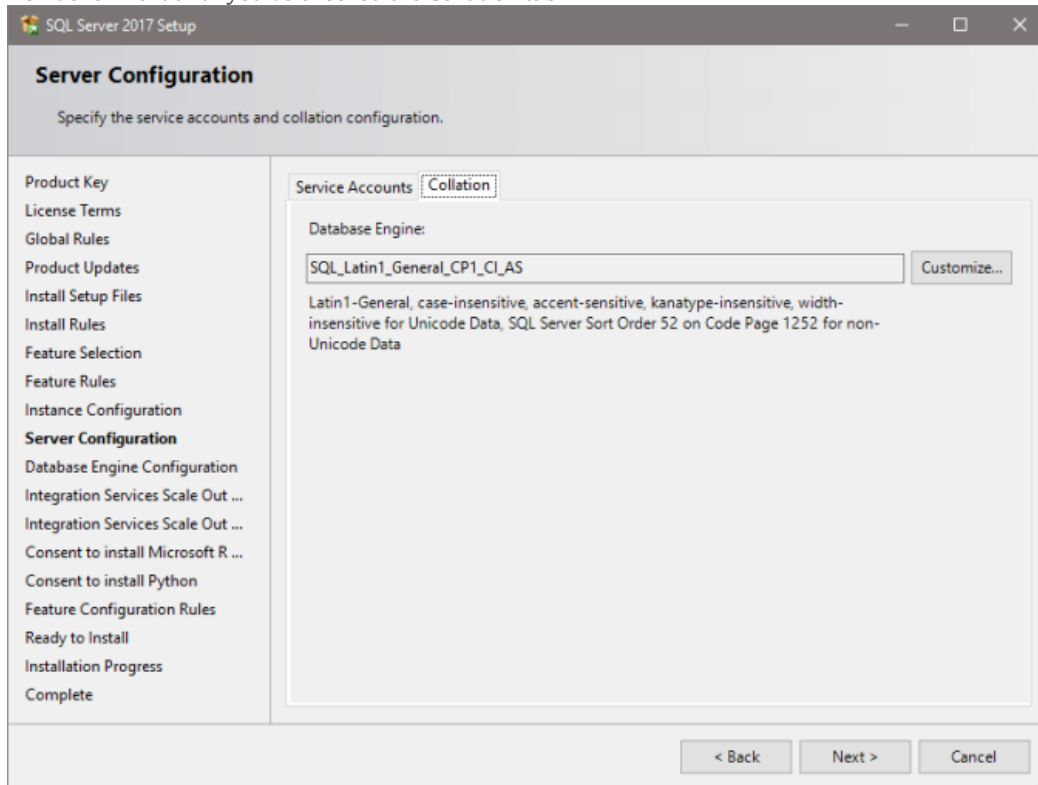 SQL Server 2017 Setup
Server Configuration
Specify the service accounts and collation configuration.
Product Key
License Terms
Global Rules
Product Updates
Install Setup Files
Install Rules
Feature Selection
Feature Rules
Instance Configuration
Server Configuration
Database Engine Configuration
Integration Services Scale Out ...
Integration Services Scale Out ...
Consent to install Microsoft R ...
Consent to install Python
Feature Configuration Rules
Ready to Install
Installation Progress
Complete
Service Accounts Collation
Database Engine:
SQL_Latin1_General_CP1_CI_AS Customize...
Latin1-General, case-insensitive, accent-sensitive, kanatype-insensitive, width-
insensitive for Unicode Data, SQL Server Sort Order 52 on Code Page 1252 for non-
Unicode Data
< Back Next > Cancel